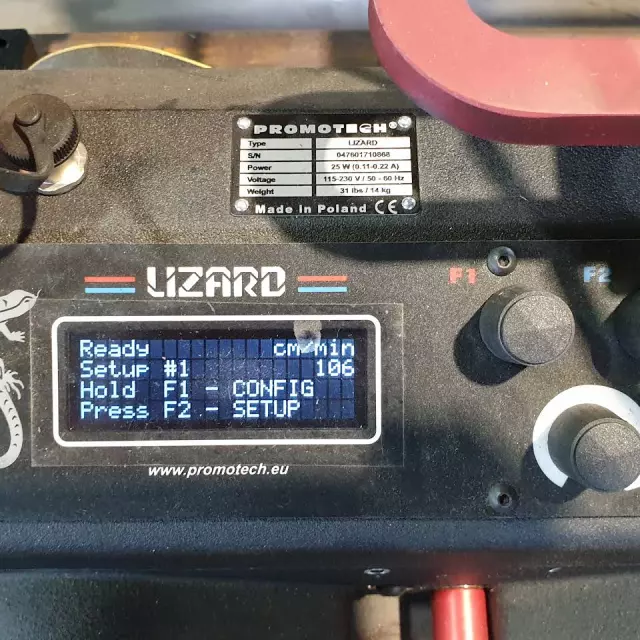 PROMOTECH®
Type LIZARD
S/N 047601710868
Power 25 W (0.11-0.22 A)
Voltage 115-230 V / 50 - 60 Hz
Weight 31 lbs / 14 kg
Made in Poland CE
LIZARD
F1 F2
Ready cm/min
Setup #1 106
Hold F1 - CONFIG
Press F2 - SETUP
www.promotech.eu